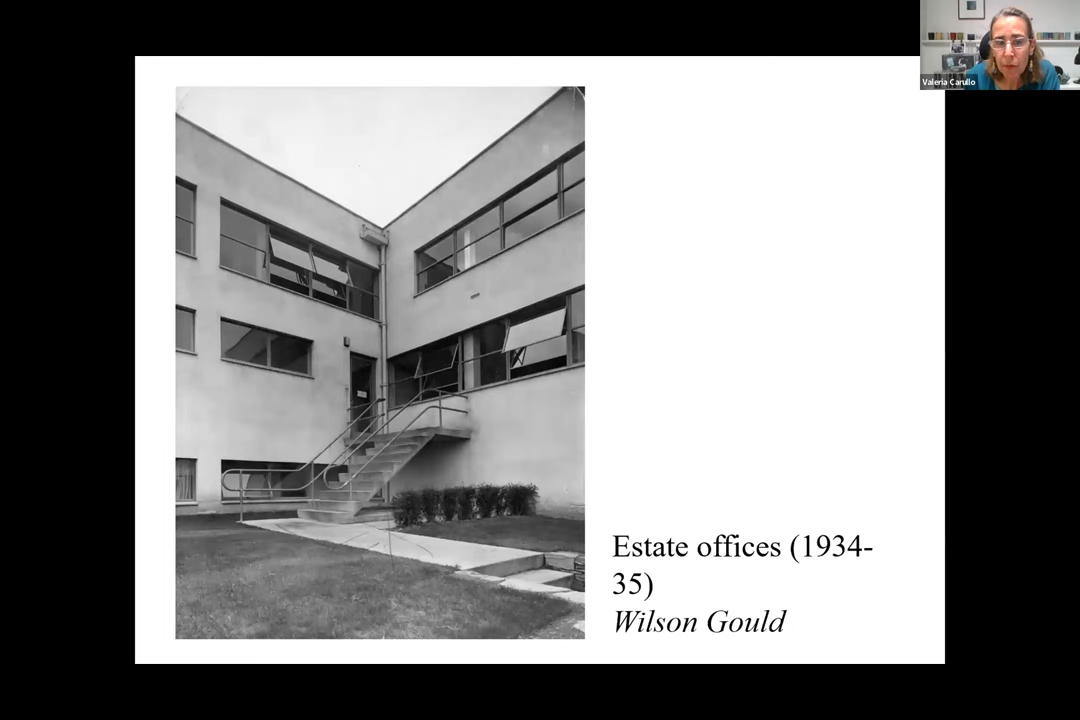 Valeria Carullo
Estate offices (1934-
35)
Wilson Gould